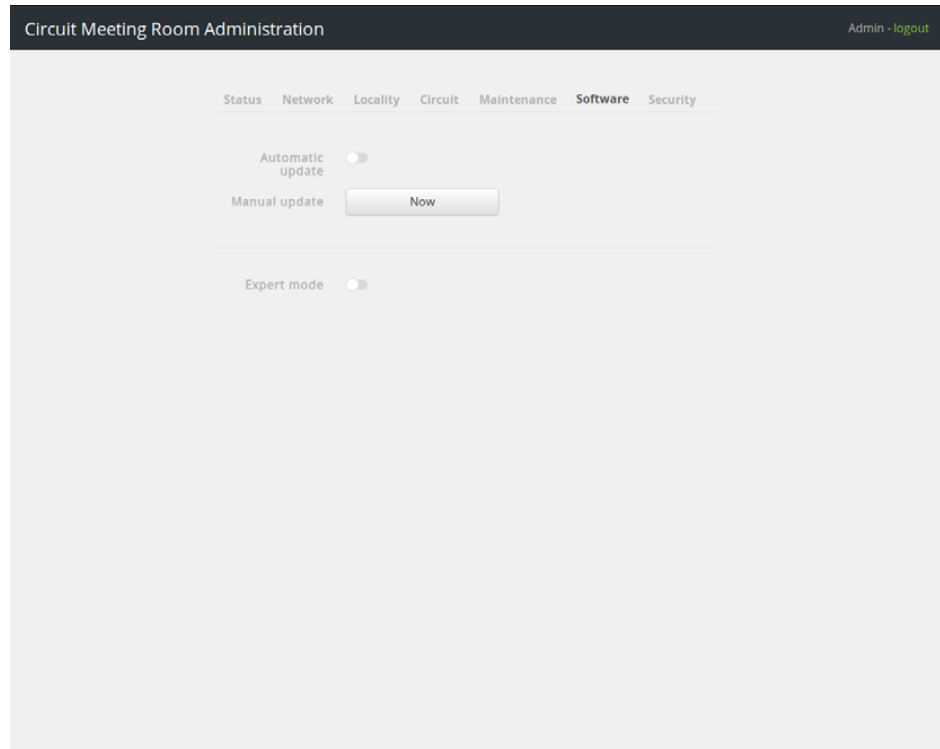 Circuit Meeting Room Administration
Admin - logout
Status Network Locality Circuit Maintenance Software Security
Automatic
update
Manual update Now
Expert mode